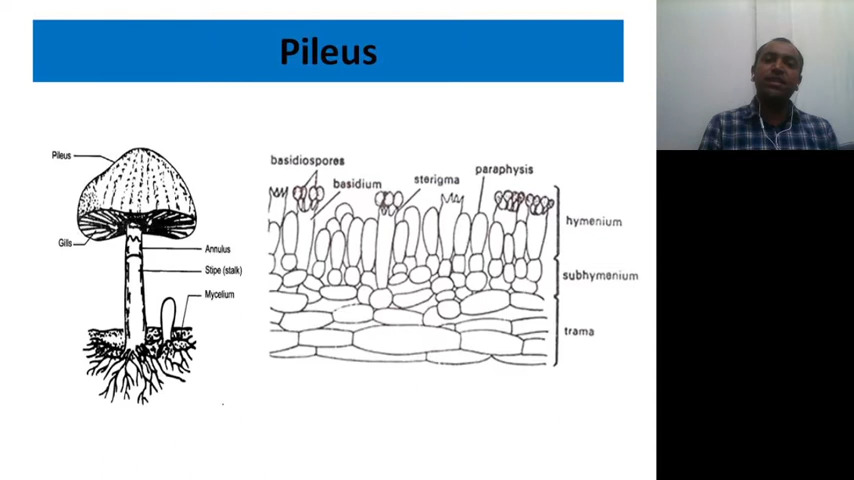 Pileus
Pileus
Gills
Annulus
Stipe (stalk)
Mycelium
basidiospores
basidium
sterigma
paraphysis
hymenium
subhymenium
trama